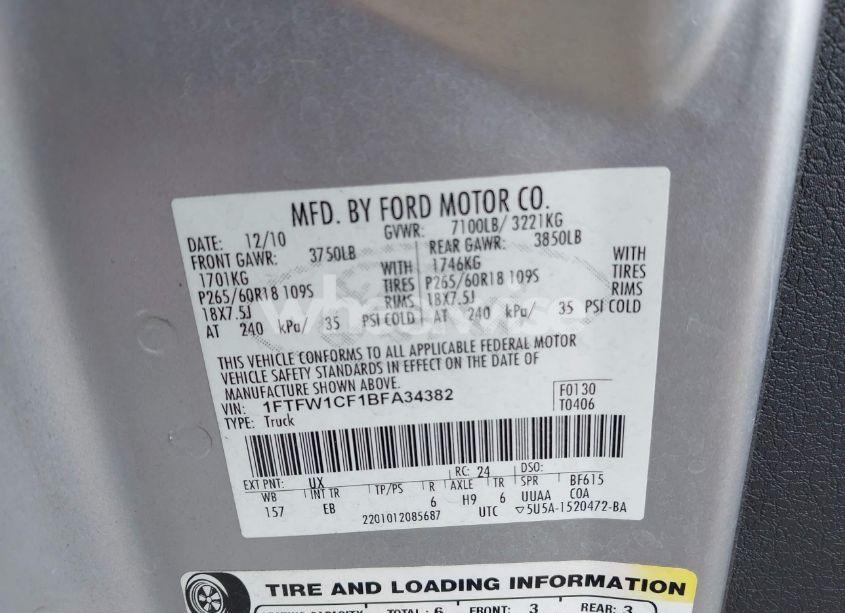 MFD. BY FORD MOTOR CO.
DATE: 12/10 GVWR: 7100LB/ 3221KG
FRONT GAWR: 3750LB REAR GAWR: 3850LB
1701KG WITH 1746KG WITH
P265/60R18 109S TIRES P265/60R18 109S TIRES
18X7.5J RIMS 18X7.5J RIMS
AT 240 kPa/ 35 PSI COLD AT 240 kPa/ 35 PSI COLD
THIS VEHICLE CONFORMS TO ALL APPLICABLE FEDERAL MOTOR
VEHICLE SAFETY STANDARDS IN EFFECT ON THE DATE OF
MANUFACTURE SHOWN ABOVE.
VIN: 1FTFW1CF1BFA34382 F0130
TYPE: Truck T0406
EXT PNT: UX RC: 24 DSO:
WB INT TR TP/PS R AXLE TR SPR BF615
157 EB 6 H9 6 UUAA COA
2201012085687 UTC ▽5U5A-1520472-BA
TIRE AND LOADING INFORMATION
SEATING CAPACITY TOTAL: 6 FRONT: 3 REAR: 3